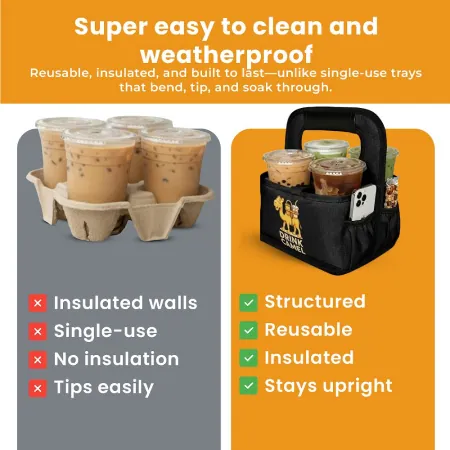 Super easy to clean and
weatherproof
Reusable, insulated, and built to last—unlike single-use trays
that bend, tip, and soak through.
DRINK
CAMEL
Insulated walls
Single-use
No insulation
Tips easily
Structured
Reusable
Insulated
Stays upright